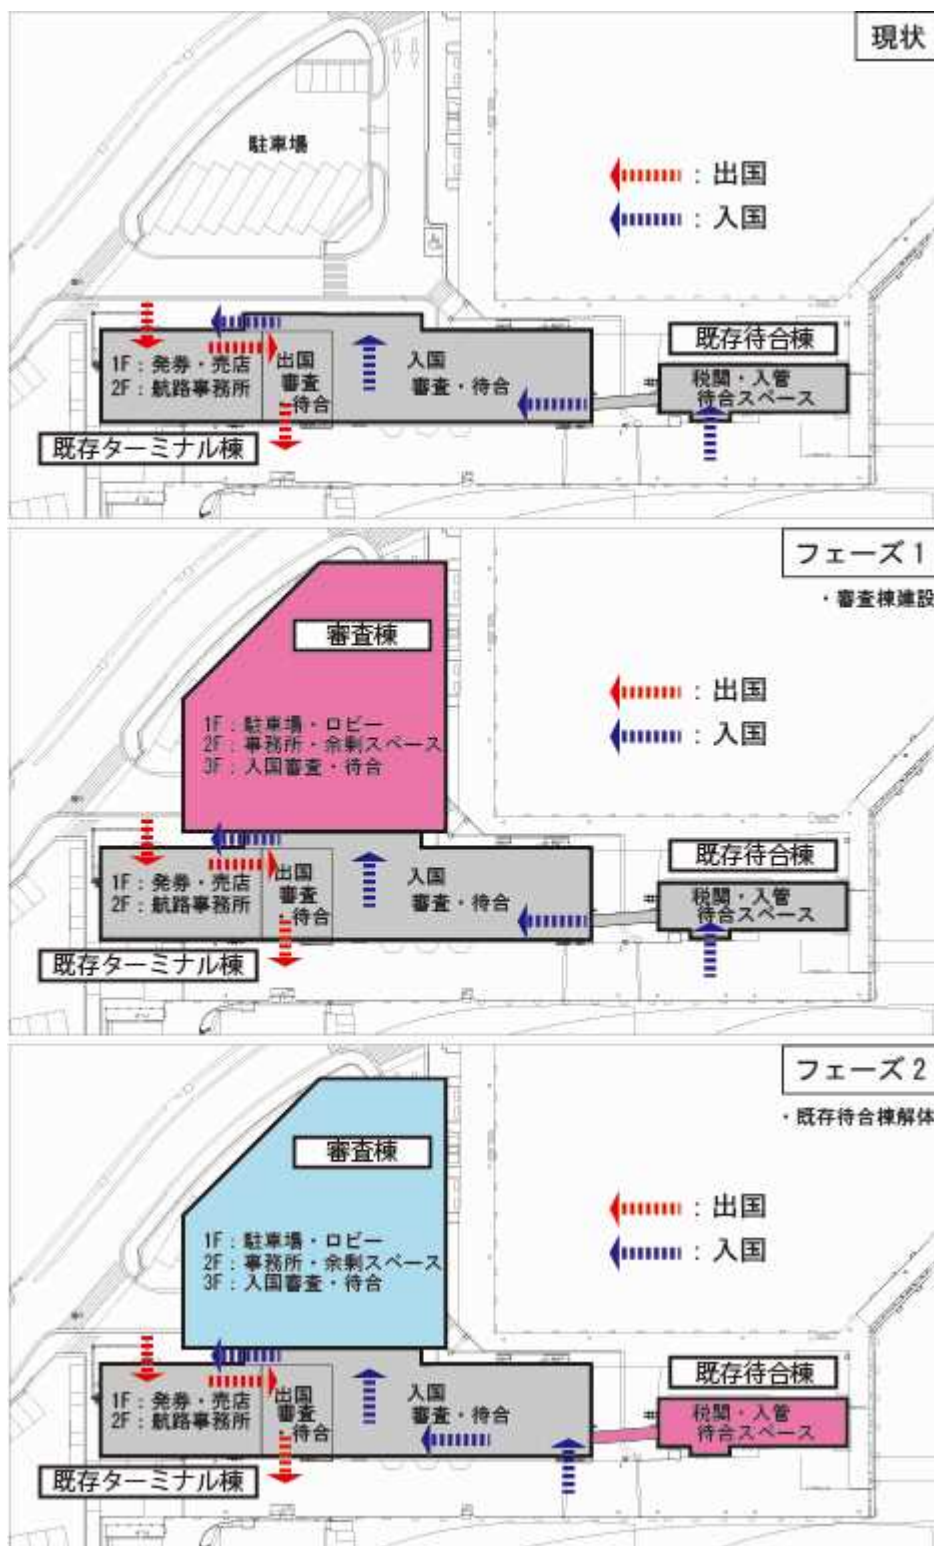 現状
駐車場
：出国
：入国
既存待合棟
1F：発券・売店
2F：航路事務所
出国
審査
・待合
入国
審査・待合
税関・入管
待合スペース
既存ターミナル棟
フェーズ1
・審査棟建設
審査棟
：出国
：入国
1F：駐車場・ロビー
2F：事務所・余剰スペース
3F：入国審査・待合
既存待合棟
1F：発券・売店
2F：航路事務所
出国
審査
・待合
入国
審査・待合
税関・入管
待合スペース
既存ターミナル棟
フェーズ2
・既存待合棟解体
審査棟
：出国
：入国
1F：駐車場・ロビー
2F：事務所・余剰スペース
3F：入国審査・待合
既存待合棟
1F：発券・売店
2F：航路事務所
出国
審査
・待合
入国
審査・待合
税関・入管
待合スペース
既存ターミナル棟